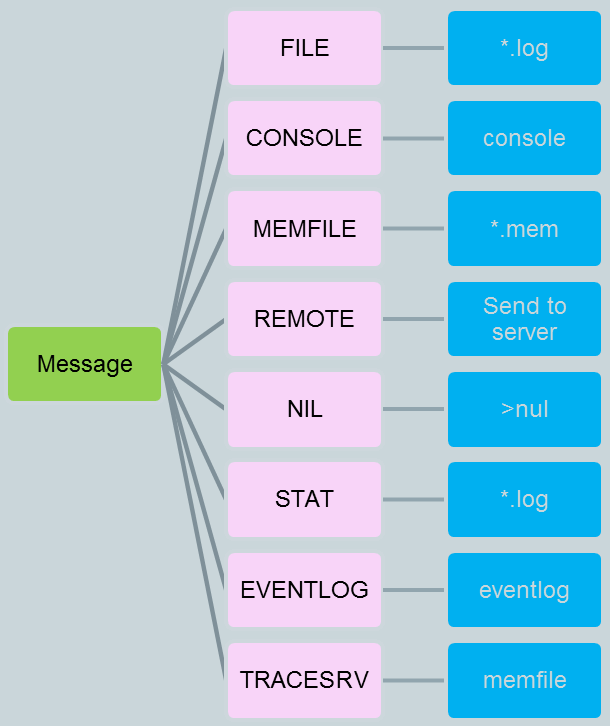 Message
FILE
*.log
CONSOLE
console
MEMFILE
*.mem
REMOTE
Send to
server
NIL
>nul
STAT
*.log
EVENTLOG
eventlog
TRACESRV
memfile